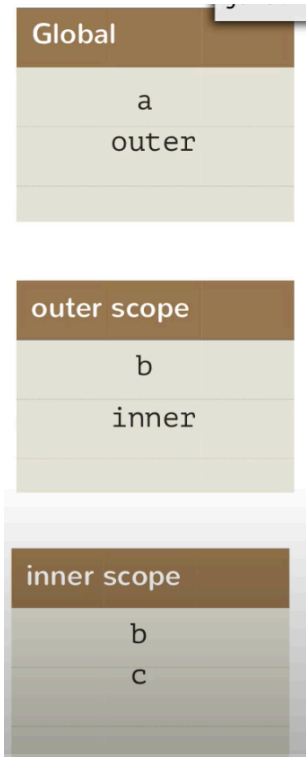 Global
a
outer
outer scope
b
inner
inner scope
b
c